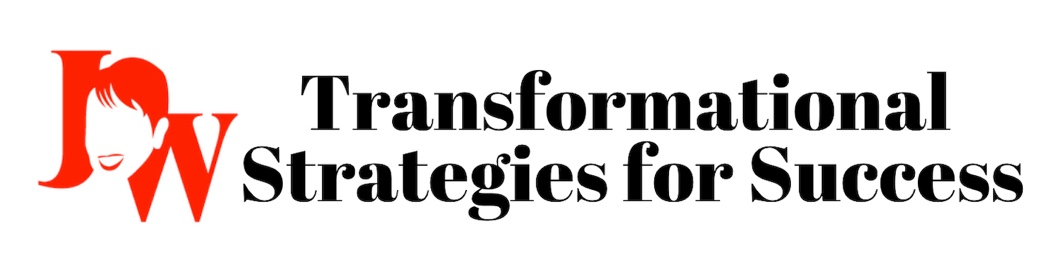 JW
Transformational
Strategies for Success